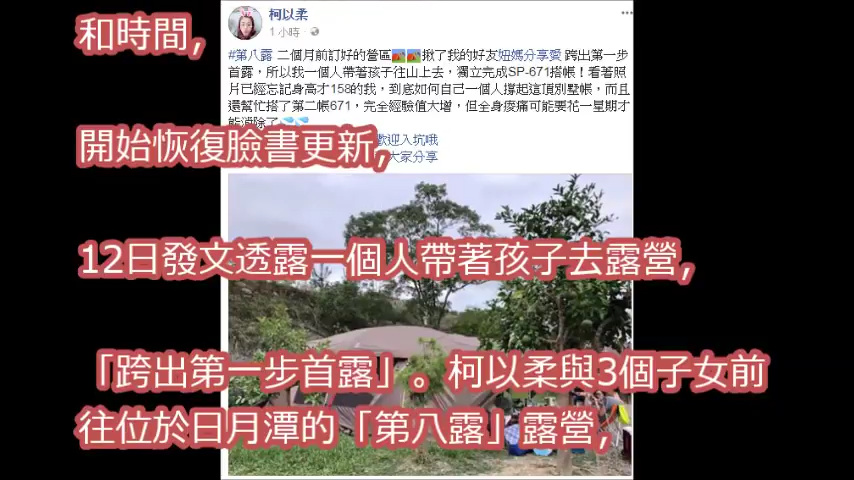 和時間,
柯以柔
1 小時
#第八露 二個月前訂好的營區 揪了我的好友妞媽分享愛 跨出第一步
首露，所以我一個人帶著孩子往山上去，獨立完成SP-671搭帳！看著照
片已經忘記身高才158的我，到底如何自己一個人撐起這頂別墅帳，而且
還幫忙搭了第二帳671，完全經驗值大增，但全身痠痛可能要花一星期才
能消除了
歡迎入坑哦
大家分享
開始恢復臉書更新,
12日發文透露一個人帶著孩子去露營,
「跨出第一步首露」。柯以柔與3個子女前
往位於日月潭的「第八露」露營,